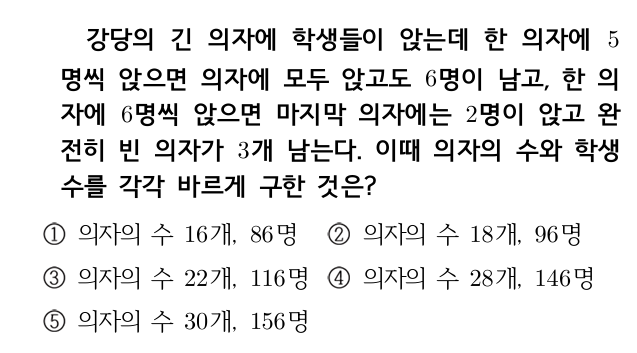 강당의 긴 의자에 학생들이 앉는데 한 의자에 5
명씩 앉으면 의자에 모두 앉고도 6명이 남고, 한 의
자에 6명씩 앉으면 마지막 의자에는 2명이 앉고 완
전히 빈 의자가 3개 남는다. 이때 의자의 수와 학생
수를 각각 바르게 구한 것은?
① 의자의 수 16개, 86명 ② 의자의 수 18개, 96명
③ 의자의 수 22개, 116명 ④ 의자의 수 28개, 146명
⑤ 의자의 수 30개, 156명